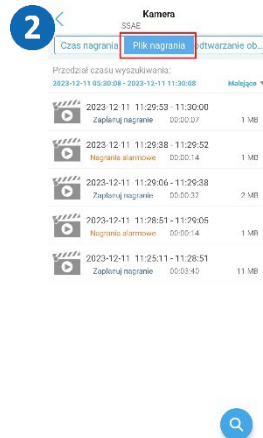 2
Kamera
SSAE
Czas nagrania Plik nagrania odtwarzanie ob...
Przedział czasu wyszukiwania:
2023-12-11 05:30:08 - 2023-12-11 11:30:08 Malejąco
2023-12-11 11:29:53 - 11:30:00
Zaplanuj nagranie 00:00:07 1 MB
2023-12-11 11:29:38 - 11:29:52
Nagranie alarmowe 00:00:14 1 MB
2023-12-11 11:29:06 - 11:29:38
Zaplanuj nagranie 00:00:32 2 MB
2023-12-11 11:28:51 - 11:29:05
Nagranie alarmowe 00:00:14 1 MB
2023-12-11 11:25:11 - 11:28:51
Zaplanuj nagranie 00:03:40 11 MB